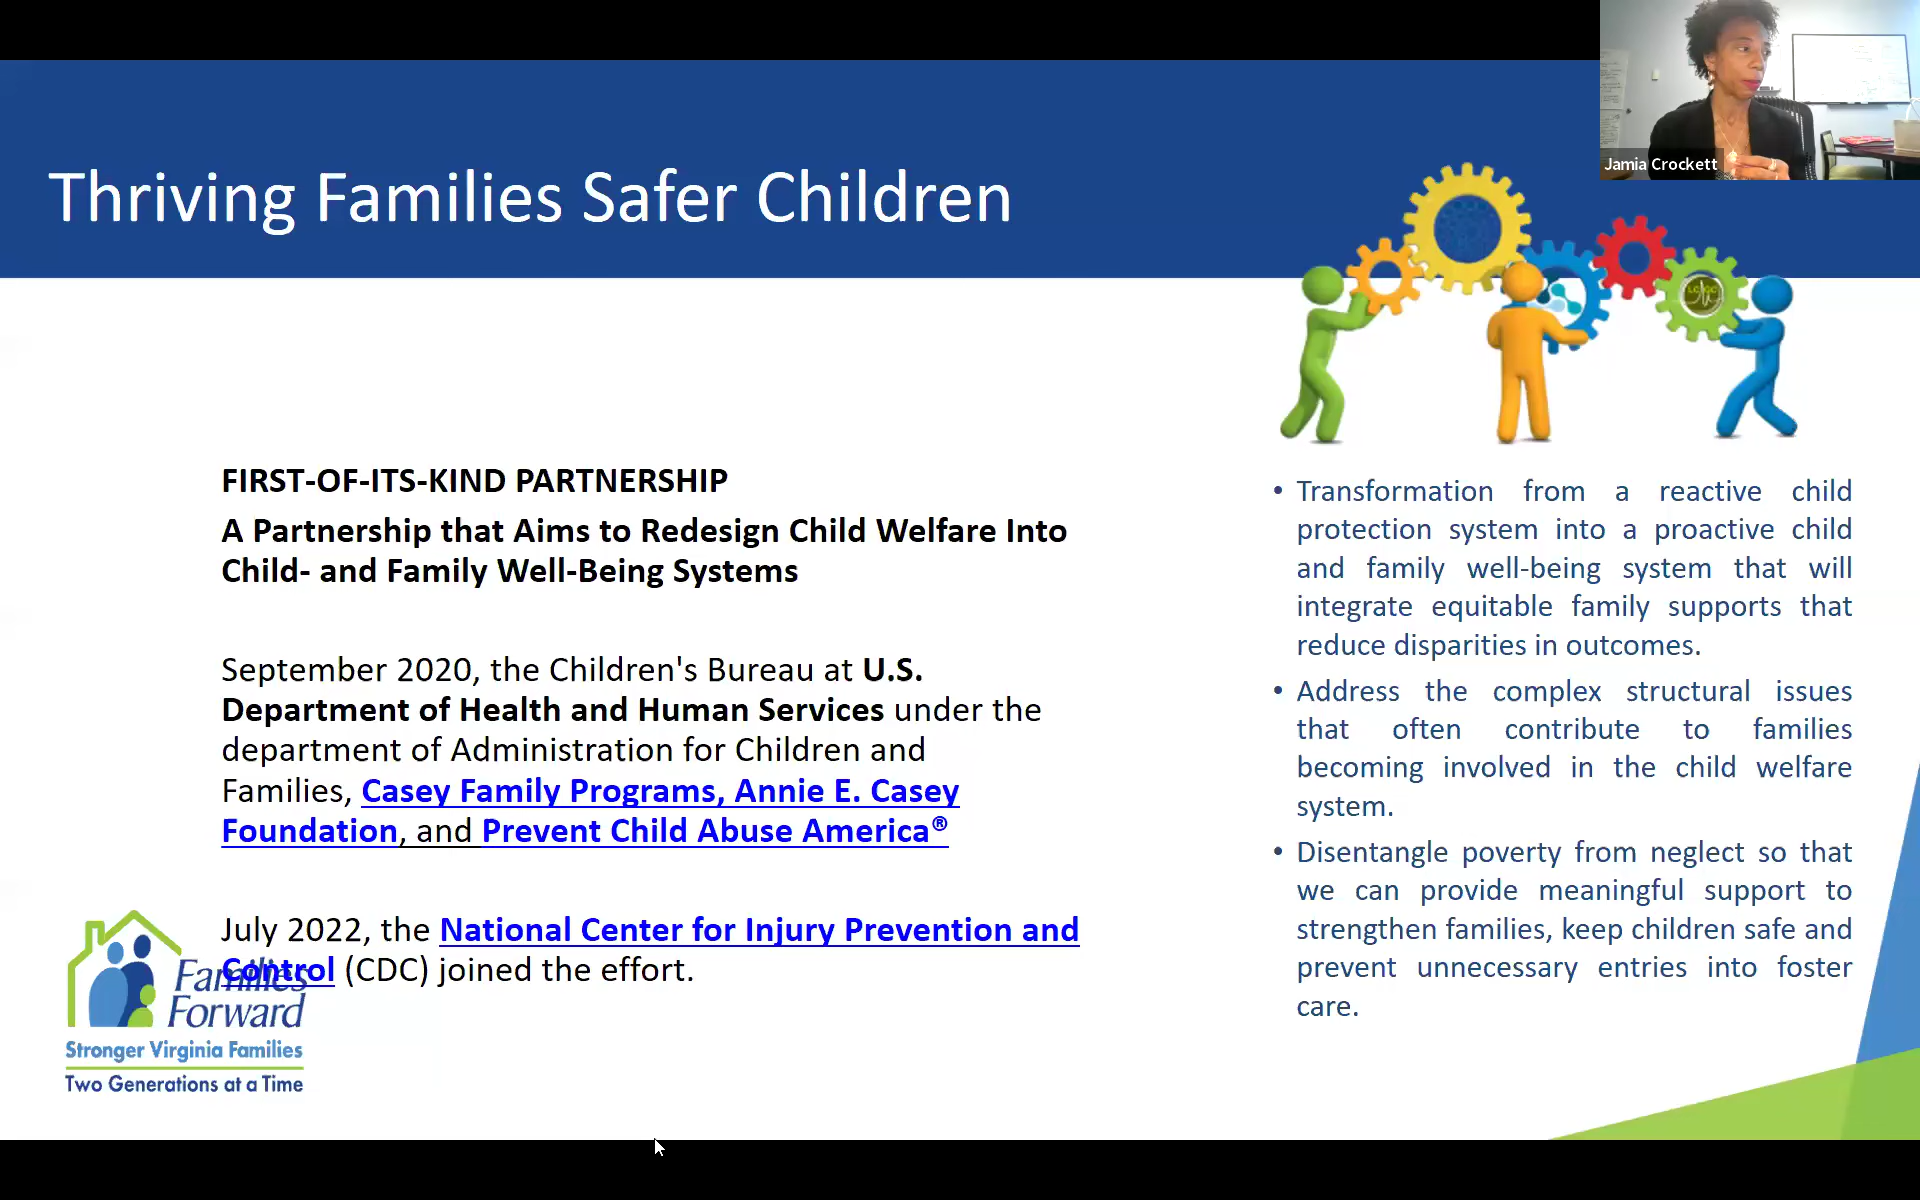 Jamia Crockett
Thriving Families Safer Children
FIRST-OF-ITS-KIND PARTNERSHIP
A Partnership that Aims to Redesign Child Welfare Into
Child- and Family Well-Being Systems
September 2020, the Children's Bureau at U.S.
Department of Health and Human Services under the
department of Administration for Children and
Families, Casey Family Programs, Annie E. Casey
Foundation, and Prevent Child Abuse America®
July 2022, the National Center for Injury Prevention and
Control (CDC) joined the effort.
• Transformation from a reactive child
protection system into a proactive child
and family well-being system that will
integrate equitable family supports that
reduce disparities in outcomes.
• Address the complex structural issues
that often contribute to families
becoming involved in the child welfare
system.
• Disentangle poverty from neglect so that
we can provide meaningful support to
strengthen families, keep children safe and
prevent unnecessary entries into foster
care.
Families
Forward
Stronger Virginia Families
Two Generations at a Time